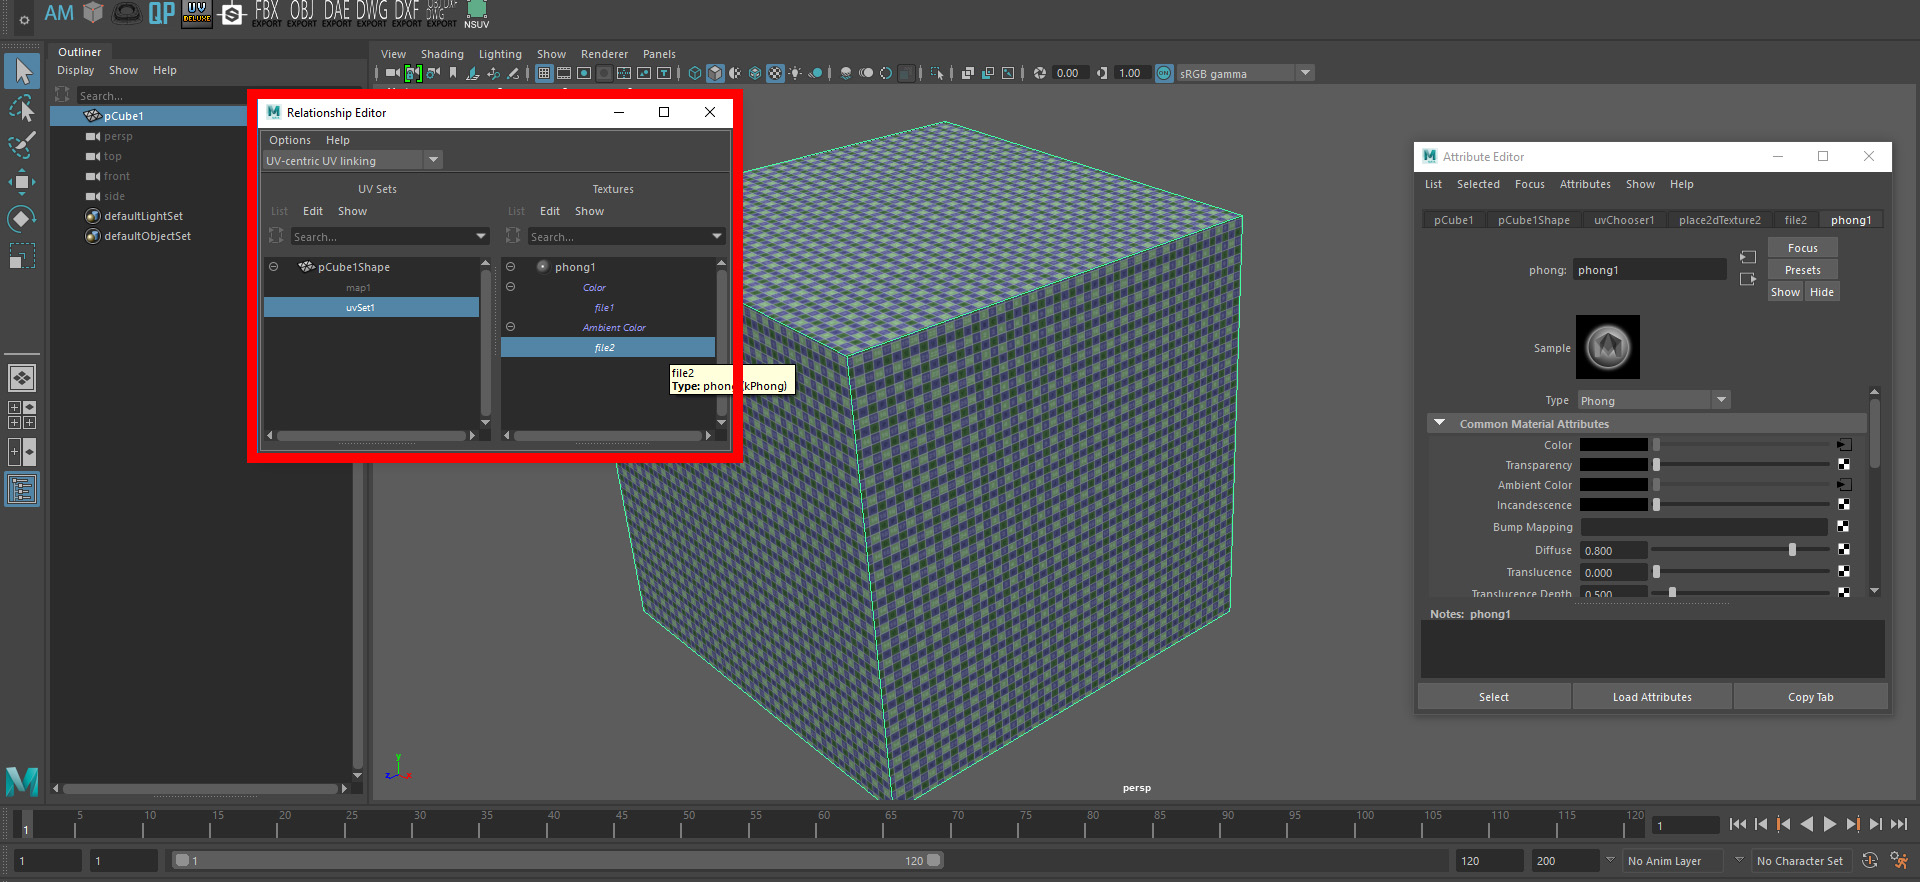 AM
QP
UV
DELUXE
S
FBX OBJ DAE DWG DXF OBJ DXF
DWG
EXPORT EXPORT EXPORT EXPORT EXPORT EXPORT
NSUV
Outliner
Display Show Help
Search...
pCube1
persp
top
front
side
defaultLightSet
defaultObjectSet
View Shading Lighting Show Renderer Panels
0.00 1.00 ON sRGB gamma
Relationship Editor
Options Help
UV-centric UV linking
UV Sets
List Edit Show
Search...
pCube1Shape
map1
uvSet1
Textures
List Edit Show
Search...
phong1
Color
file1
Ambient Color
file2
file2
Type: phong (kPhong)
y
z
x
persp
Attribute Editor
List Selected Focus Attributes Show Help
pCube1 pCube1Shape uvChooser1 place2dTexture2 file2 phong1
phong: phong1
Focus
Presets
Show Hide
Sample
Type Phong
Common Material Attributes
Color
Transparency
Ambient Color
Incandescence
Bump Mapping
Diffuse 0.800
Translucence 0.000
Translucence Depth 0.500
Notes: phong1
Select Load Attributes Copy Tab
1 5 10 15 20 25 30 35 40 45 50 55 60 65 70 75 80 85 90 95 100 105 110 115 120
1
1 1 1 120 120 200 No Anim Layer No Character Set